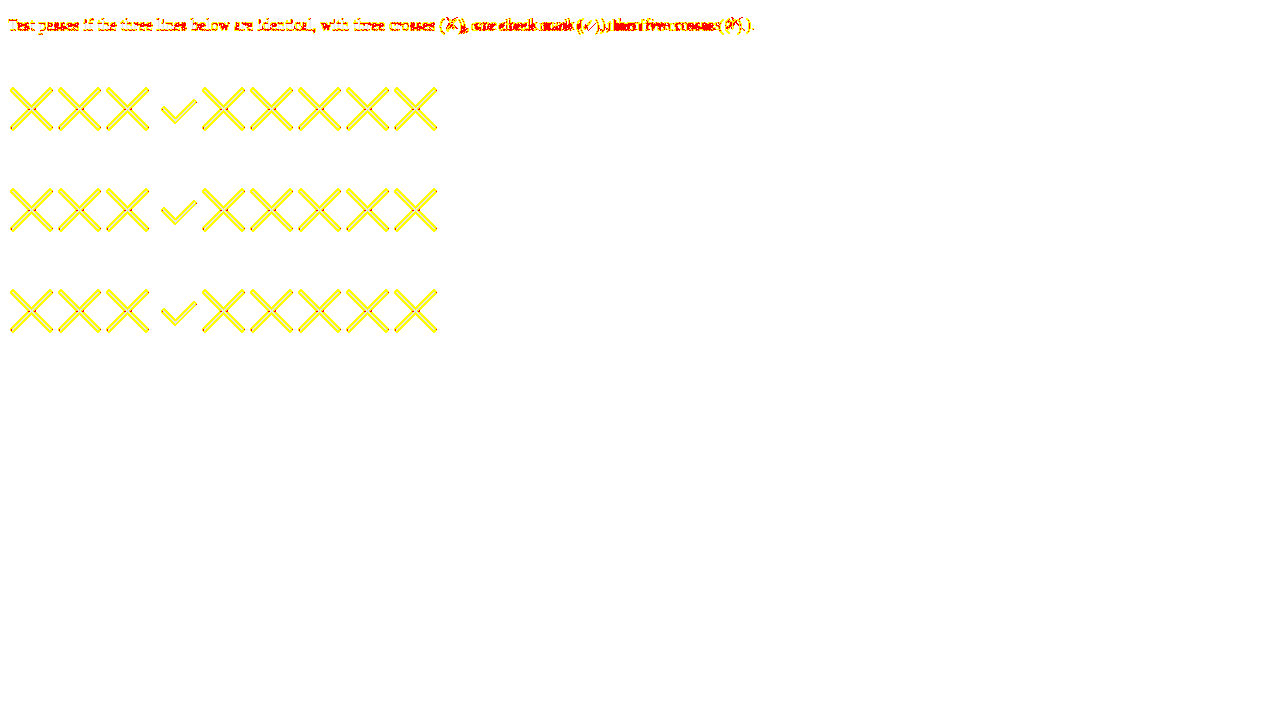 Test passes if the three lines below are identical, with three crosses (✗), one check mark (✓), then five crosses (✗).
✗✗✗✓✗✗✗✗✗
✗✗✗✓✗✗✗✗✗
✗✗✗✓✗✗✗✗✗